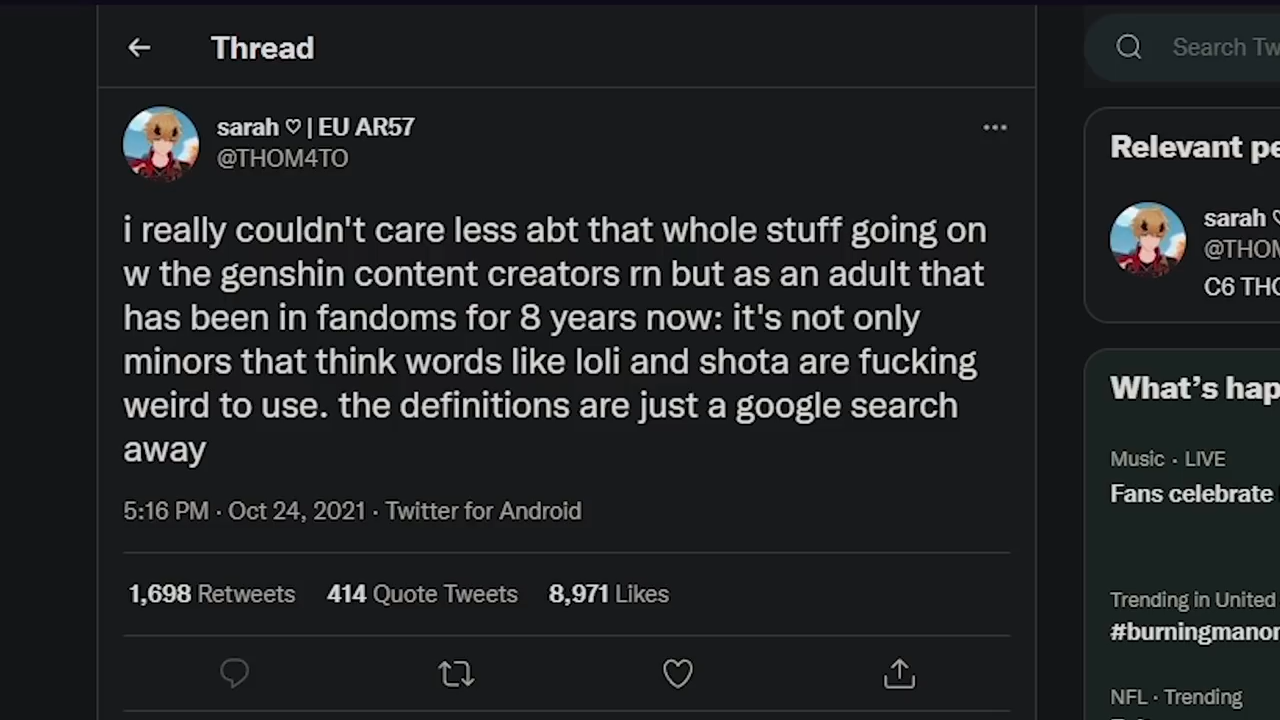 Thread
Search Tw
sarah ♡ | EU AR57
@THOM4TO
i really couldn't care less abt that whole stuff going on
w the genshin content creators rn but as an adult that
has been in fandoms for 8 years now: it's not only
minors that think words like loli and shota are fucking
weird to use. the definitions are just a google search
away
5:16 PM · Oct 24, 2021 · Twitter for Android
1,698 Retweets 414 Quote Tweets 8,971 Likes
Relevant pe
sarah ♡
@THOM
C6 THO
What's hap
Music · LIVE
Fans celebrate
Trending in United
#burningmanor
NFL · Trending